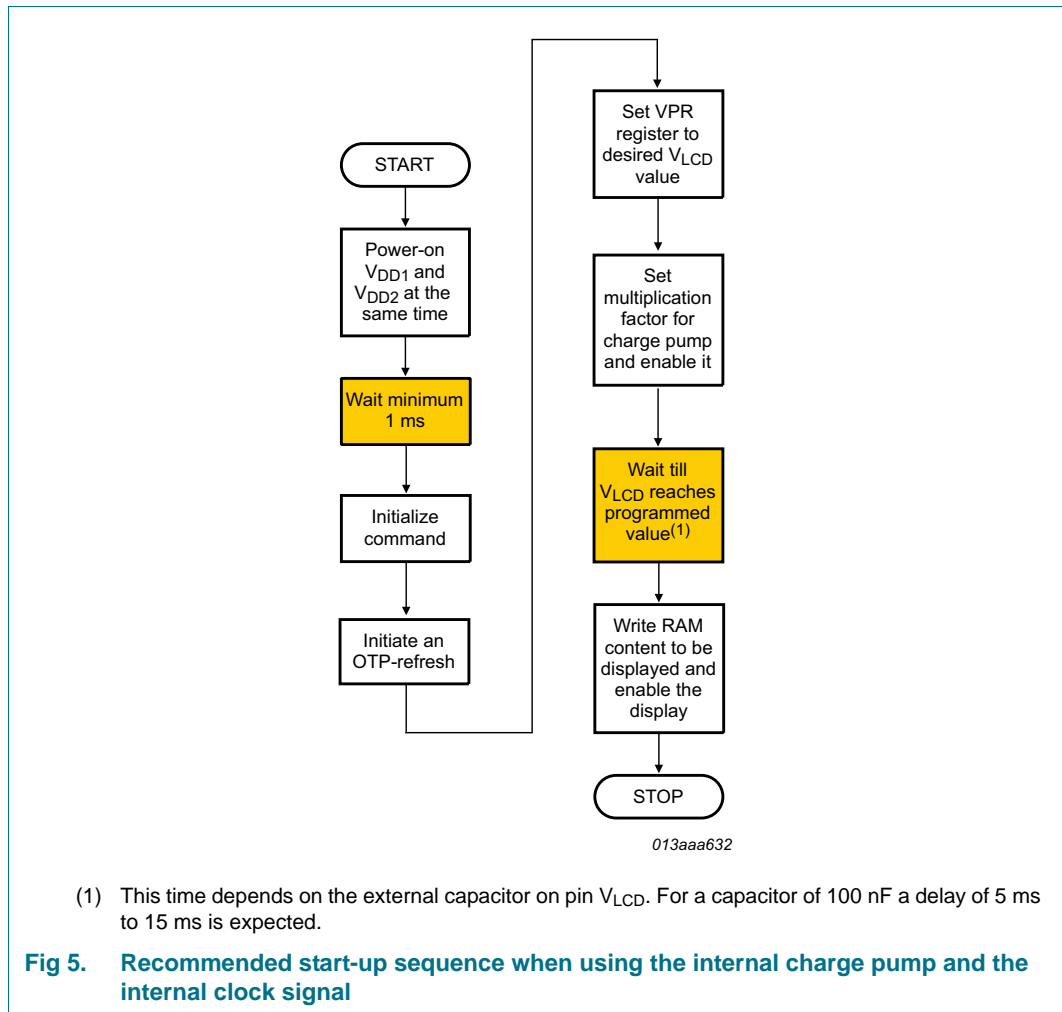 START
Power-on
VDD1 and
VDD2 at the
same time
Wait minimum
1 ms
Initialize
command
Initiate an
OTP-refresh
Set VPR
register to
desired VLCD
value
Set
multiplication
factor for
charge pump
and enable it
Wait till
VLCD reaches
programmed
value(1)
Write RAM
content to be
displayed and
enable the
display
STOP
013aaa632
(1) This time depends on the external capacitor on pin VLCD. For a capacitor of 100 nF a delay of 5 ms
to 15 ms is expected.
Fig 5. Recommended start-up sequence when using the internal charge pump and the
internal clock signal